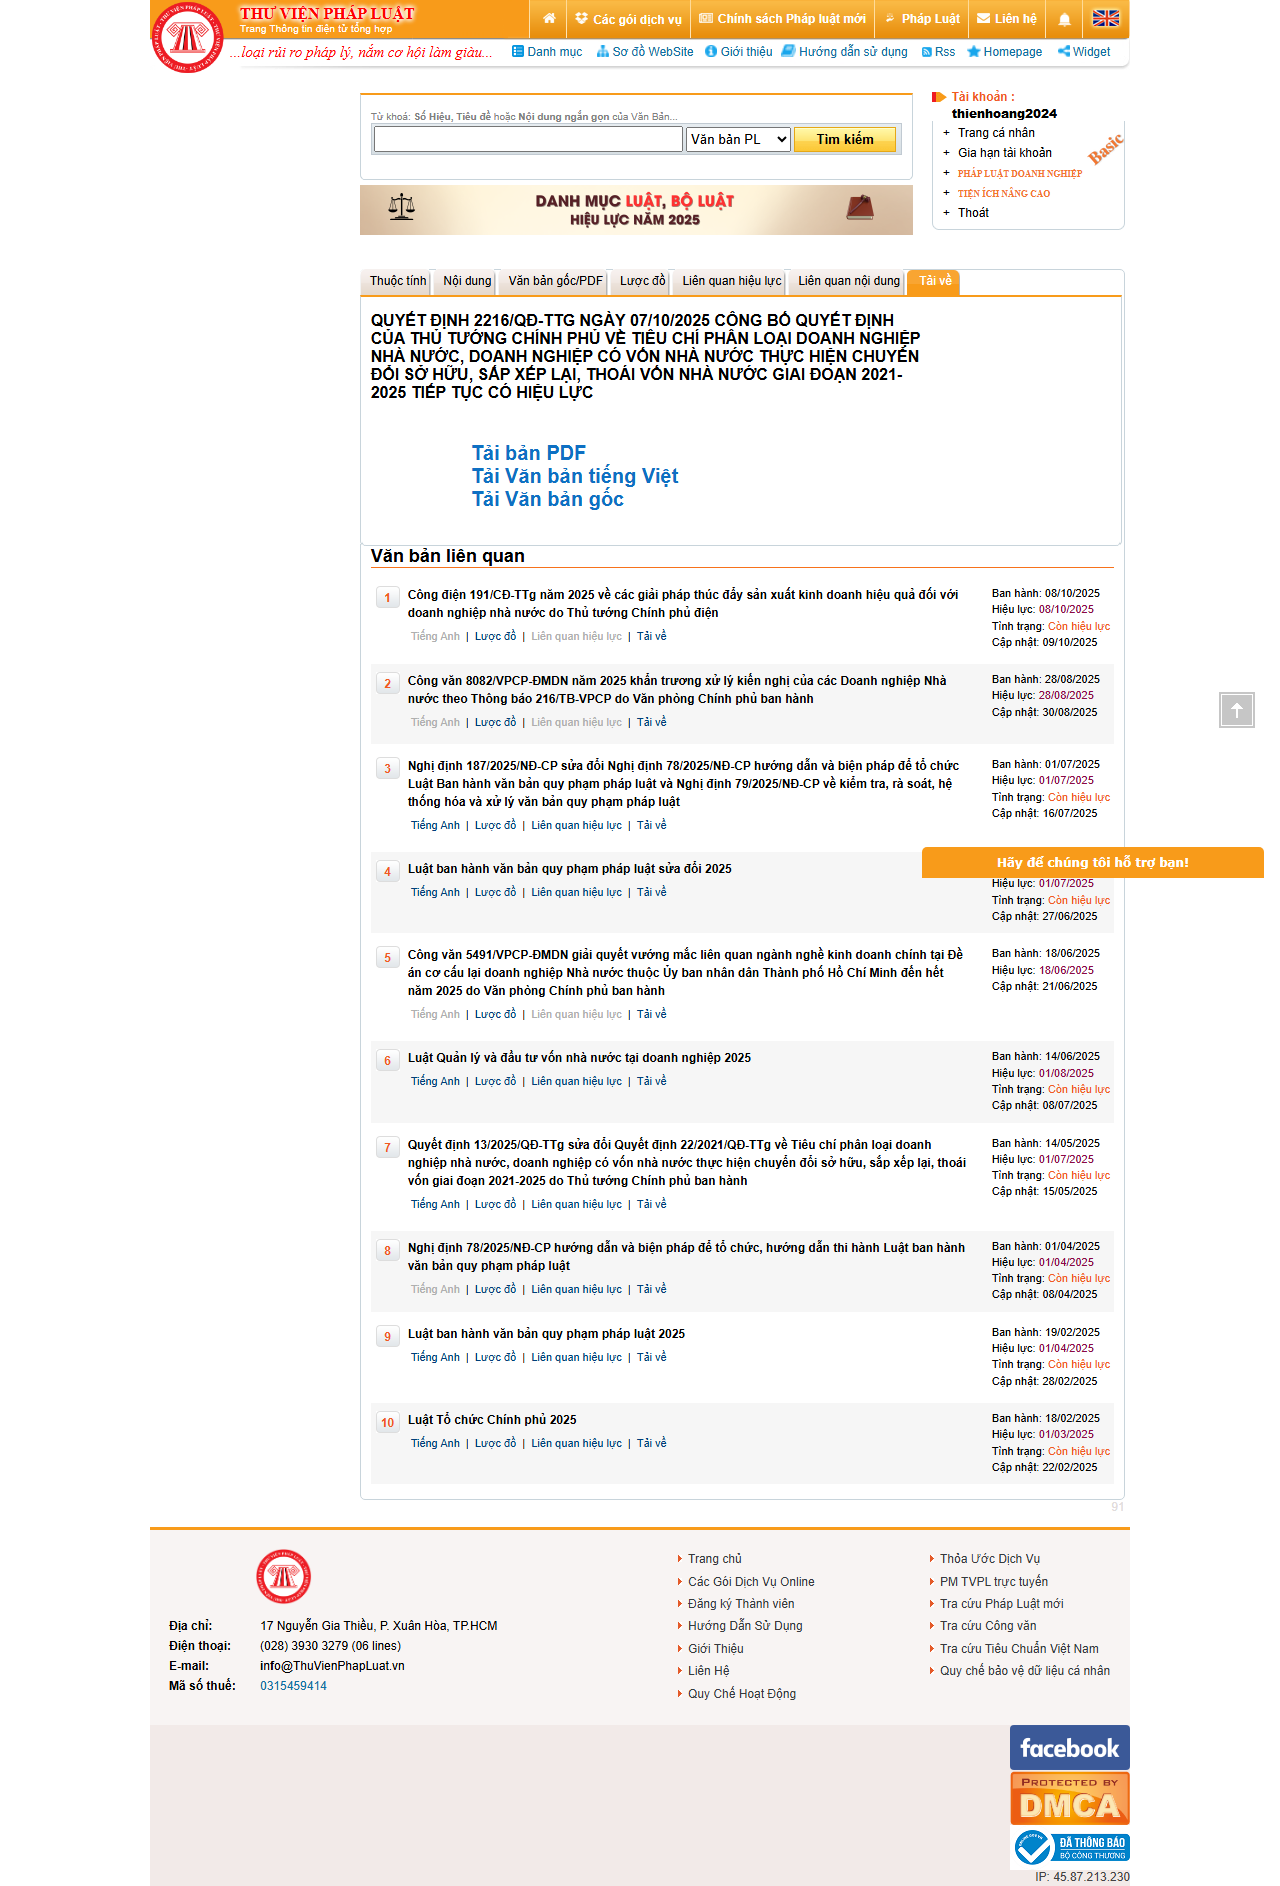 THƯ VIỆN PHÁP LUẬT
Trang Thông tin điện tử tổng hợp
Các gói dịch vụ
Chính sách Pháp luật mới
Pháp Luật
Liên hệ
...loại rủi ro pháp lý, nắm cơ hội làm giàu...
Danh mục
Sơ đồ WebSite
Giới thiệu
Hướng dẫn sử dụng
Rss
Homepage
Widget
Từ khoá: Số Hiệu, Tiêu đề hoặc Nội dung ngắn gọn của Văn Bản...
Văn bản PL
Tìm kiếm
DANH MỤC LUẬT, BỘ LUẬT
HIỆU LỰC NĂM 2025
Tài khoản :
thienhoang2024
+ Trang cá nhân
+ Gia hạn tài khoản
+ PHÁP LUẬT DOANH NGHIỆP
+ TIỆN ÍCH NÂNG CAO
+ Thoát
Basic
Thuộc tính
Nội dung
Văn bản gốc/PDF
Lược đồ
Liên quan hiệu lực
Liên quan nội dung
Tải về
QUYẾT ĐỊNH 2216/QĐ-TTG NGÀY 07/10/2025 CÔNG BỐ QUYẾT ĐỊNH
CỦA THỦ TƯỚNG CHÍNH PHỦ VỀ TIÊU CHÍ PHÂN LOẠI DOANH NGHIỆP
NHÀ NƯỚC, DOANH NGHIỆP CÓ VỐN NHÀ NƯỚC THỰC HIỆN CHUYỂN
ĐỔI SỞ HỮU, SẮP XẾP LẠI, THOÁI VỐN NHÀ NƯỚC GIAI ĐOẠN 2021-
2025 TIẾP TỤC CÓ HIỆU LỰC
Tải bản PDF
Tải Văn bản tiếng Việt
Tải Văn bản gốc
Văn bản liên quan
1
Công điện 191/CĐ-TTg năm 2025 về các giải pháp thúc đẩy sản xuất kinh doanh hiệu quả đối với
doanh nghiệp nhà nước do Thủ tướng Chính phủ điện
Tiếng Anh | Lược đồ | Liên quan hiệu lực | Tải về
Ban hành: 08/10/2025
Hiệu lực: 08/10/2025
Tình trạng: Còn hiệu lực
Cập nhật: 09/10/2025
2
Công văn 8082/VPCP-ĐMDN năm 2025 khẩn trương xử lý kiến nghị của các Doanh nghiệp Nhà
nước theo Thông báo 216/TB-VPCP do Văn phòng Chính phủ ban hành
Tiếng Anh | Lược đồ | Liên quan hiệu lực | Tải về
Ban hành: 28/08/2025
Hiệu lực: 28/08/2025
Cập nhật: 30/08/2025
3
Nghị định 187/2025/NĐ-CP sửa đổi Nghị định 78/2025/NĐ-CP hướng dẫn và biện pháp để tổ chức
Luật Ban hành văn bản quy phạm pháp luật và Nghị định 79/2025/NĐ-CP về kiểm tra, rà soát, hệ
thống hóa và xử lý văn bản quy phạm pháp luật
Tiếng Anh | Lược đồ | Liên quan hiệu lực | Tải về
Ban hành: 01/07/2025
Hiệu lực: 01/07/2025
Tình trạng: Còn hiệu lực
Cập nhật: 16/07/2025
4
Luật ban hành văn bản quy phạm pháp luật sửa đổi 2025
Tiếng Anh | Lược đồ | Liên quan hiệu lực | Tải về
Hãy để chúng tôi hỗ trợ bạn!
Hiệu lực: 01/07/2025
Tình trạng: Còn hiệu lực
Cập nhật: 27/06/2025
5
Công văn 5491/VPCP-ĐMDN giải quyết vướng mắc liên quan ngành nghề kinh doanh chính tại Đề
án cơ cấu lại doanh nghiệp Nhà nước thuộc Ủy ban nhân dân Thành phố Hồ Chí Minh đến hết
năm 2025 do Văn phòng Chính phủ ban hành
Tiếng Anh | Lược đồ | Liên quan hiệu lực | Tải về
Ban hành: 18/06/2025
Hiệu lực: 18/06/2025
Cập nhật: 21/06/2025
6
Luật Quản lý và đầu tư vốn nhà nước tại doanh nghiệp 2025
Tiếng Anh | Lược đồ | Liên quan hiệu lực | Tải về
Ban hành: 14/06/2025
Hiệu lực: 01/08/2025
Tình trạng: Còn hiệu lực
Cập nhật: 08/07/2025
7
Quyết định 13/2025/QĐ-TTg sửa đổi Quyết định 22/2021/QĐ-TTg về Tiêu chí phân loại doanh
nghiệp nhà nước, doanh nghiệp có vốn nhà nước thực hiện chuyển đổi sở hữu, sắp xếp lại, thoái
vốn giai đoạn 2021-2025 do Thủ tướng Chính phủ ban hành
Tiếng Anh | Lược đồ | Liên quan hiệu lực | Tải về
Ban hành: 14/05/2025
Hiệu lực: 01/07/2025
Tình trạng: Còn hiệu lực
Cập nhật: 15/05/2025
8
Nghị định 78/2025/NĐ-CP hướng dẫn và biện pháp để tổ chức, hướng dẫn thi hành Luật ban hành
văn bản quy phạm pháp luật
Tiếng Anh | Lược đồ | Liên quan hiệu lực | Tải về
Ban hành: 01/04/2025
Hiệu lực: 01/04/2025
Tình trạng: Còn hiệu lực
Cập nhật: 08/04/2025
9
Luật ban hành văn bản quy phạm pháp luật 2025
Tiếng Anh | Lược đồ | Liên quan hiệu lực | Tải về
Ban hành: 19/02/2025
Hiệu lực: 01/04/2025
Tình trạng: Còn hiệu lực
Cập nhật: 28/02/2025
10
Luật Tổ chức Chính phủ 2025
Tiếng Anh | Lược đồ | Liên quan hiệu lực | Tải về
Ban hành: 18/02/2025
Hiệu lực: 01/03/2025
Tình trạng: Còn hiệu lực
Cập nhật: 22/02/2025
91
Địa chỉ: 17 Nguyễn Gia Thiều, P. Xuân Hòa, TP.HCM
Điện thoại: (028) 3930 3279 (06 lines)
E-mail: info@ThuVienPhapLuat.vn
Mã số thuế: 0315459414
Trang chủ
Các Gói Dịch Vụ Online
Đăng ký Thành viên
Hướng Dẫn Sử Dụng
Giới Thiệu
Liên Hệ
Quy Chế Hoạt Động
Thỏa Ước Dịch Vụ
PM TVPL trực tuyến
Tra cứu Pháp Luật mới
Tra cứu Công văn
Tra cứu Tiêu Chuẩn Việt Nam
Quy chế bảo vệ dữ liệu cá nhân
facebook
PROTECTED BY
DMCA
ĐÃ THÔNG BÁO
BỘ CÔNG THƯƠNG
IP: 45.87.213.230